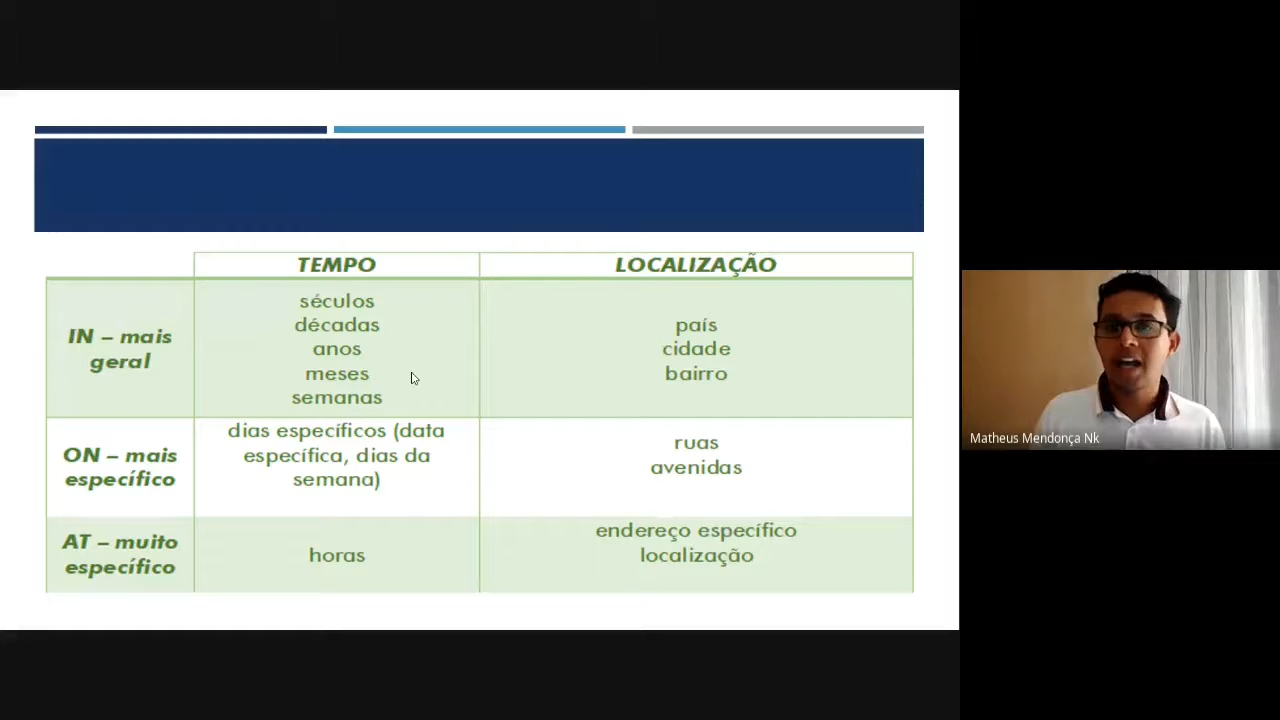 TEMPO
LOCALIZAÇÃO
IN – mais
geral
séculos
décadas
anos
meses
semanas
país
cidade
bairro
ON – mais
específico
dias específicos (data
específica, dias da
semana)
ruas
avenidas
AT – muito
específico
horas
endereço específico
localização
Matheus Mendonça Nk